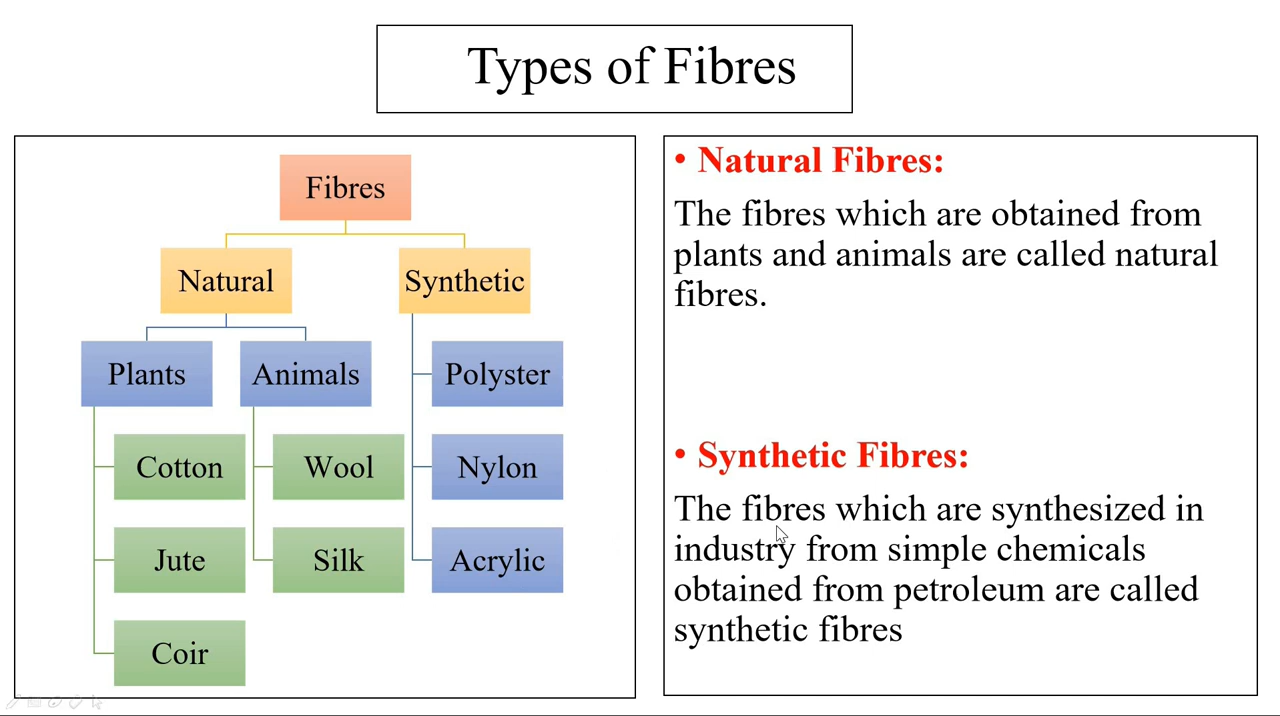 Types of Fibres
Fibres
Natural
Synthetic
Plants
Animals
Polyster
Cotton
Wool
Nylon
Jute
Silk
Acrylic
Coir
• Natural Fibres:
The fibres which are obtained from
plants and animals are called natural
fibres.
• Synthetic Fibres:
The fibres which are synthesized in
industry from simple chemicals
obtained from petroleum are called
synthetic fibres